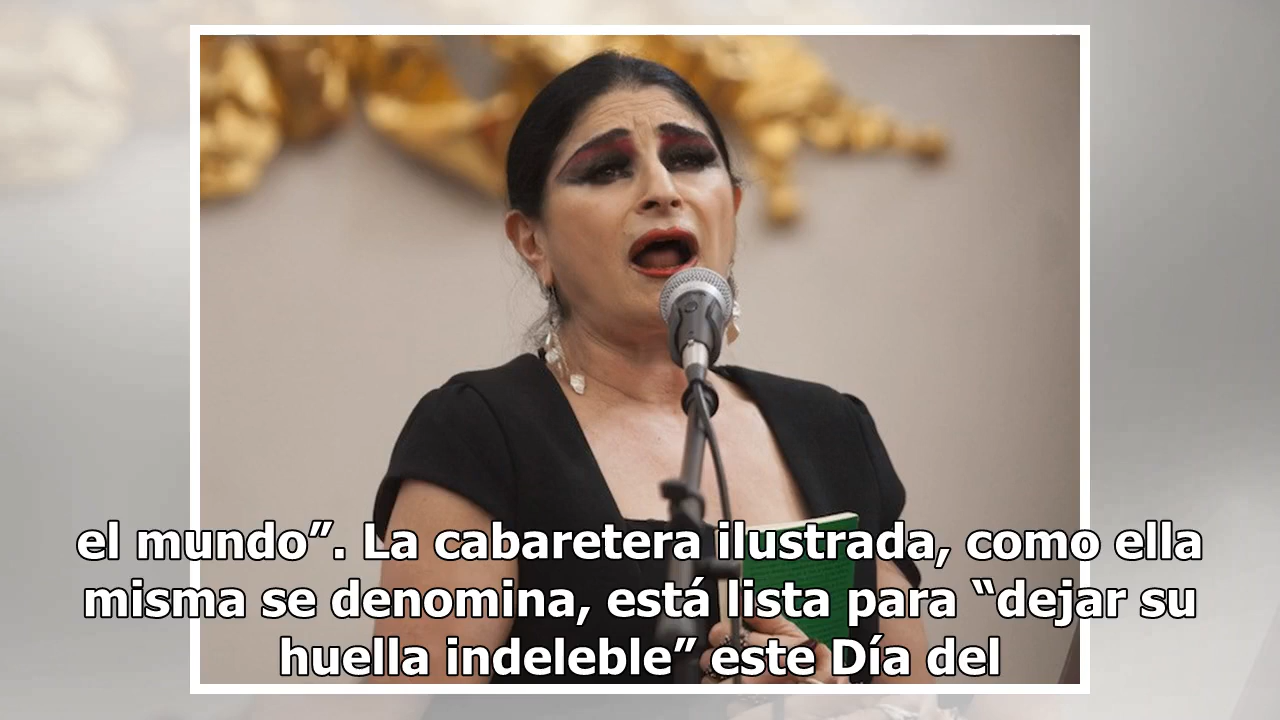 el mundo”. La cabaretera ilustrada, como ella
misma se denomina, está lista para “dejar su
huella indeleble” este Día del